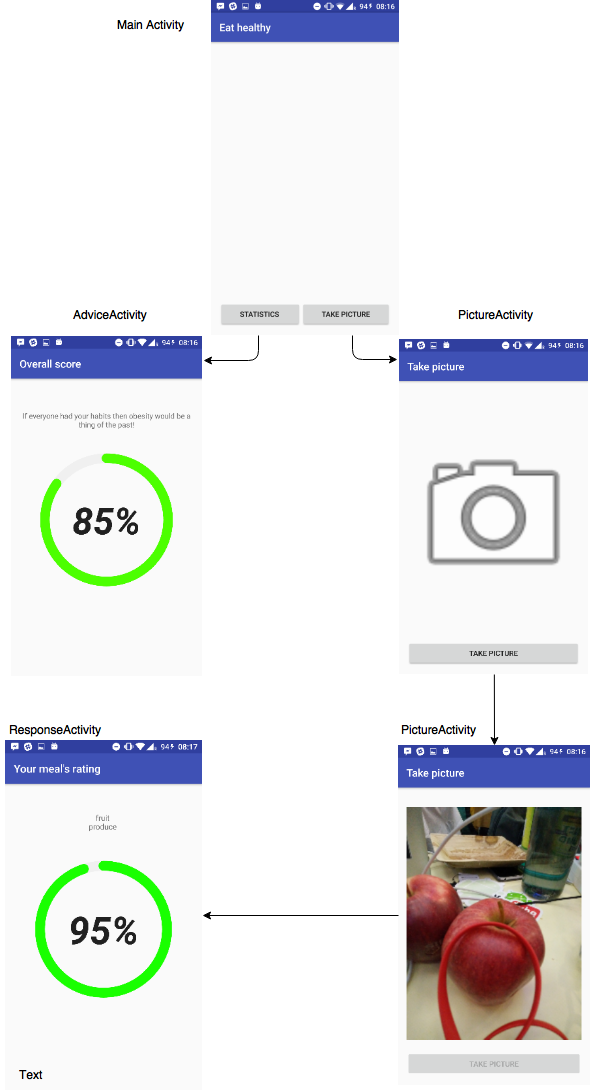 Main Activity
94 08:16
Eat healthy
STATISTICS
TAKE PICTURE
AdviceActivity
94 08:16
Overall score
If everyone had your habits then obesity would be a
thing of the past!
85%
PictureActivity
94 08:16
Take picture
TAKE PICTURE
ResponseActivity
94 08:17
Your meal's rating
fruit
produce
95%
Text
PictureActivity
94 08:16
Take picture
TAKE PICTURE